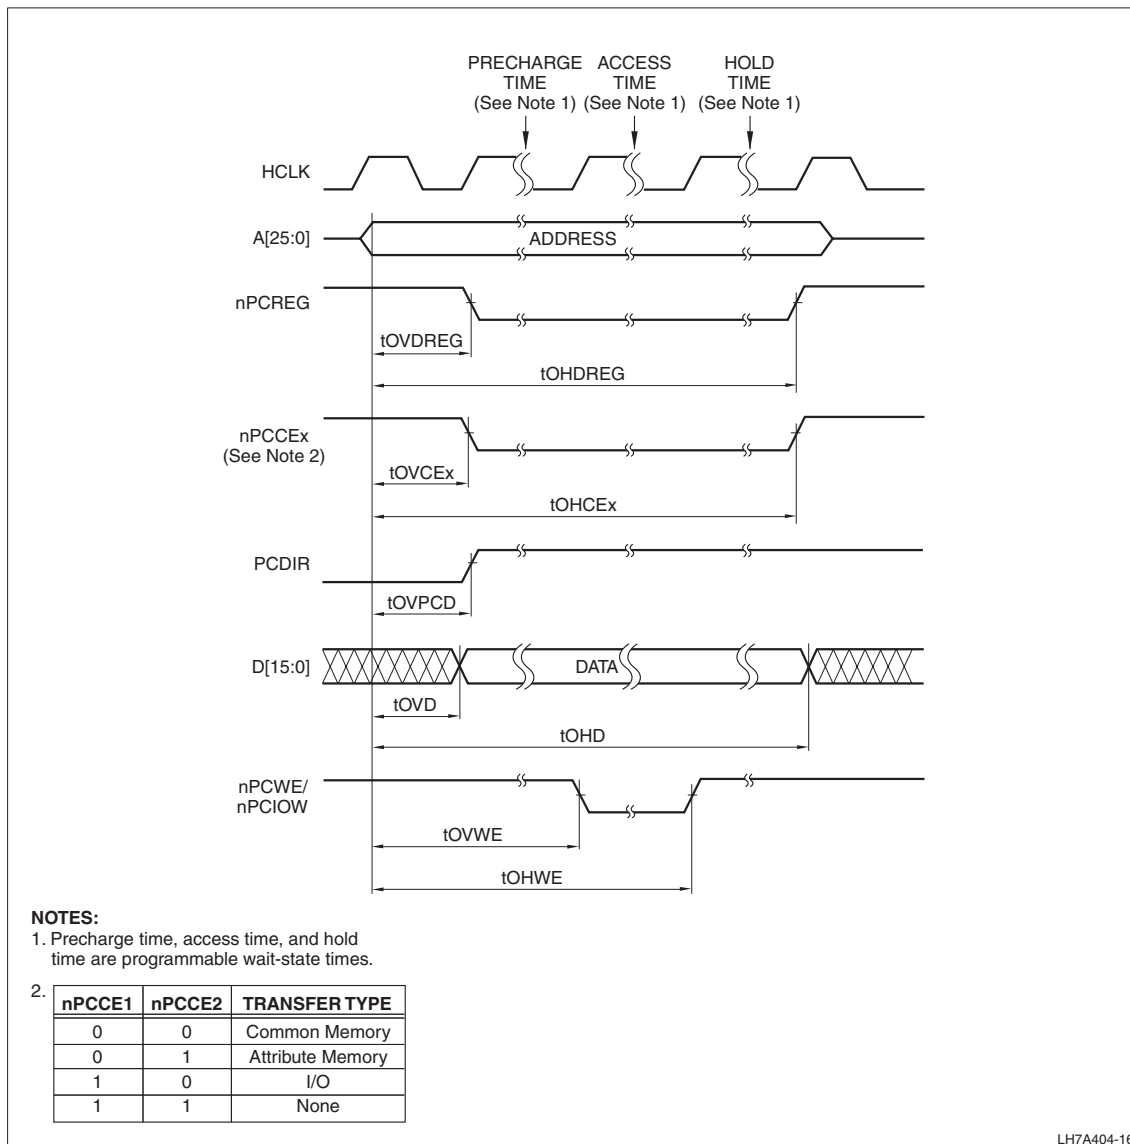 PRECHARGE TIME (See Note 1)
ACCESS TIME (See Note 1)
HOLD TIME (See Note 1)
HCLK
A[25:0]
ADDRESS
nPCREG
tOVDREG
tOHDREG
nPCCEx
(See Note 2)
tOVCEx
tOHCEx
PCDIR
tOVPCD
D[15:0]
DATA
tOVD
tOHD
nPCWE/
nPCIOW
tOVWE
tOHWE
NOTES:
1. Precharge time, access time, and hold
time are programmable wait-state times.
2.
nPCCE1 nPCCE2 TRANSFER TYPE
0 0 Common Memory
0 1 Attribute Memory
1 0 I/O
1 1 None
LH7A404-16